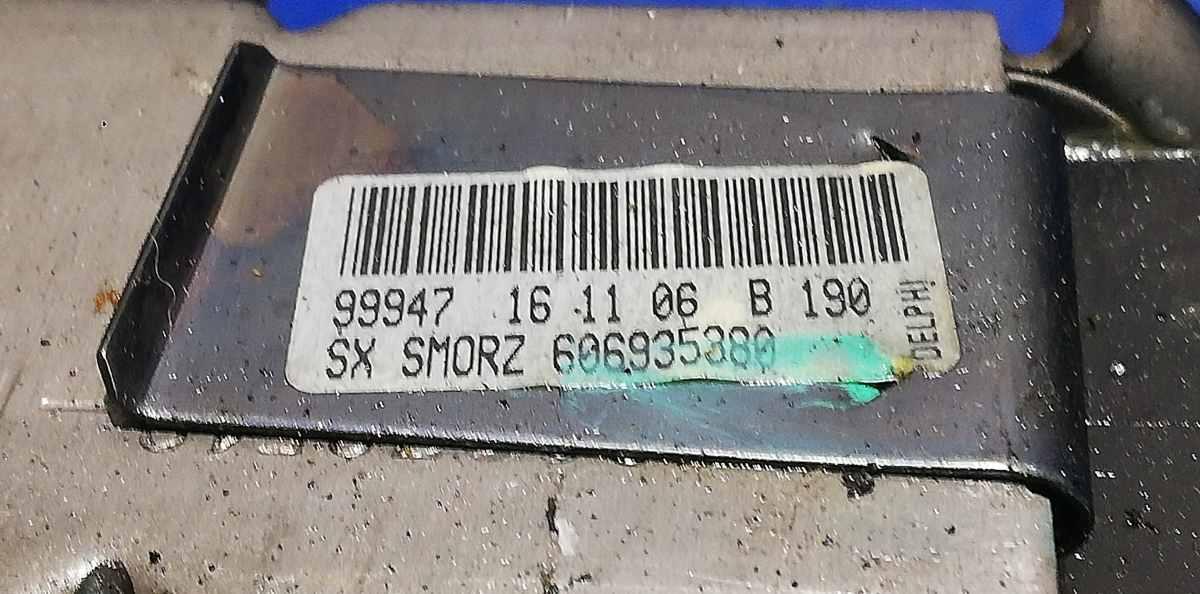 99947 16 11 06 B 190
SX SMORZ 606935380
DELPHI